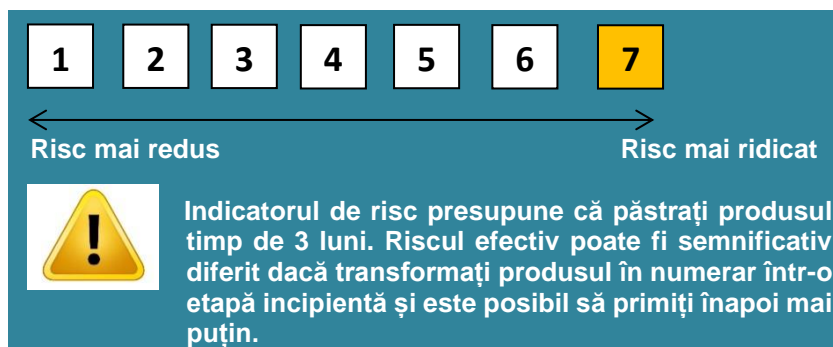 1 2 3 4 5 6 7
Risc mai redus Risc mai ridicat
Indicatorul de risc presupune că păstrați produsul
timp de 3 luni. Riscul efectiv poate fi semnificativ
diferit dacă transformați produsul în numerar într-o
etapă incipientă și este posibil să primiți înapoi mai
puțin.